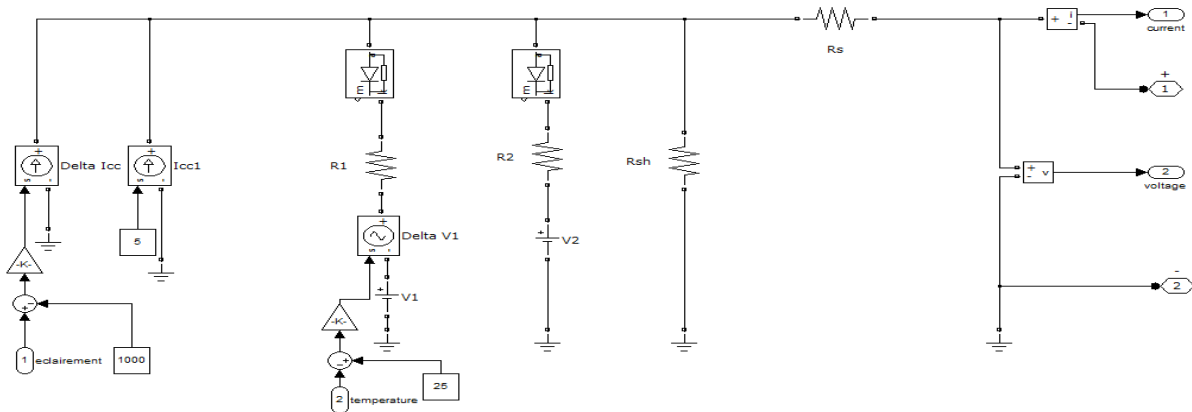 1
current
Rs
+
1
E
E
Delta Icc
Icc1
R1
R2
Rsh
v
2
voltage
5
Delta V1
V2
-K-
V1
-
2
-K-
1 eclairement
1000
2 temperature
25